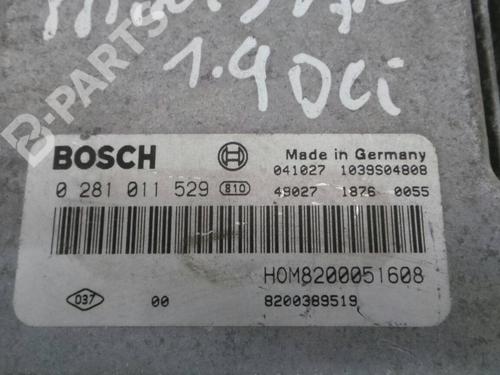 1.9 DCi
B-PARTS
BOSCH
Made in Germany
041027 1039S04808
0 281 011 529 810
49027 1876 0055
HOM8200051608
037 00 8200389519